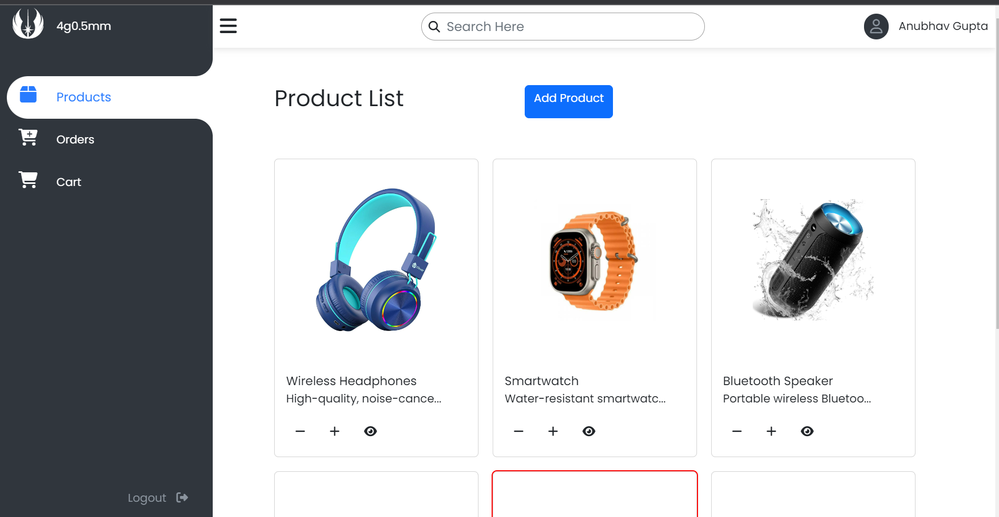 4g0.5mm
Search Here
Anubhav Gupta
Products
Orders
Cart
Logout
Product List
Add Product
Wireless Headphones
High-quality, noise-cance...
Smartwatch
Water-resistant smartwatc...
Bluetooth Speaker
Portable wireless Bluetoo...
iClever